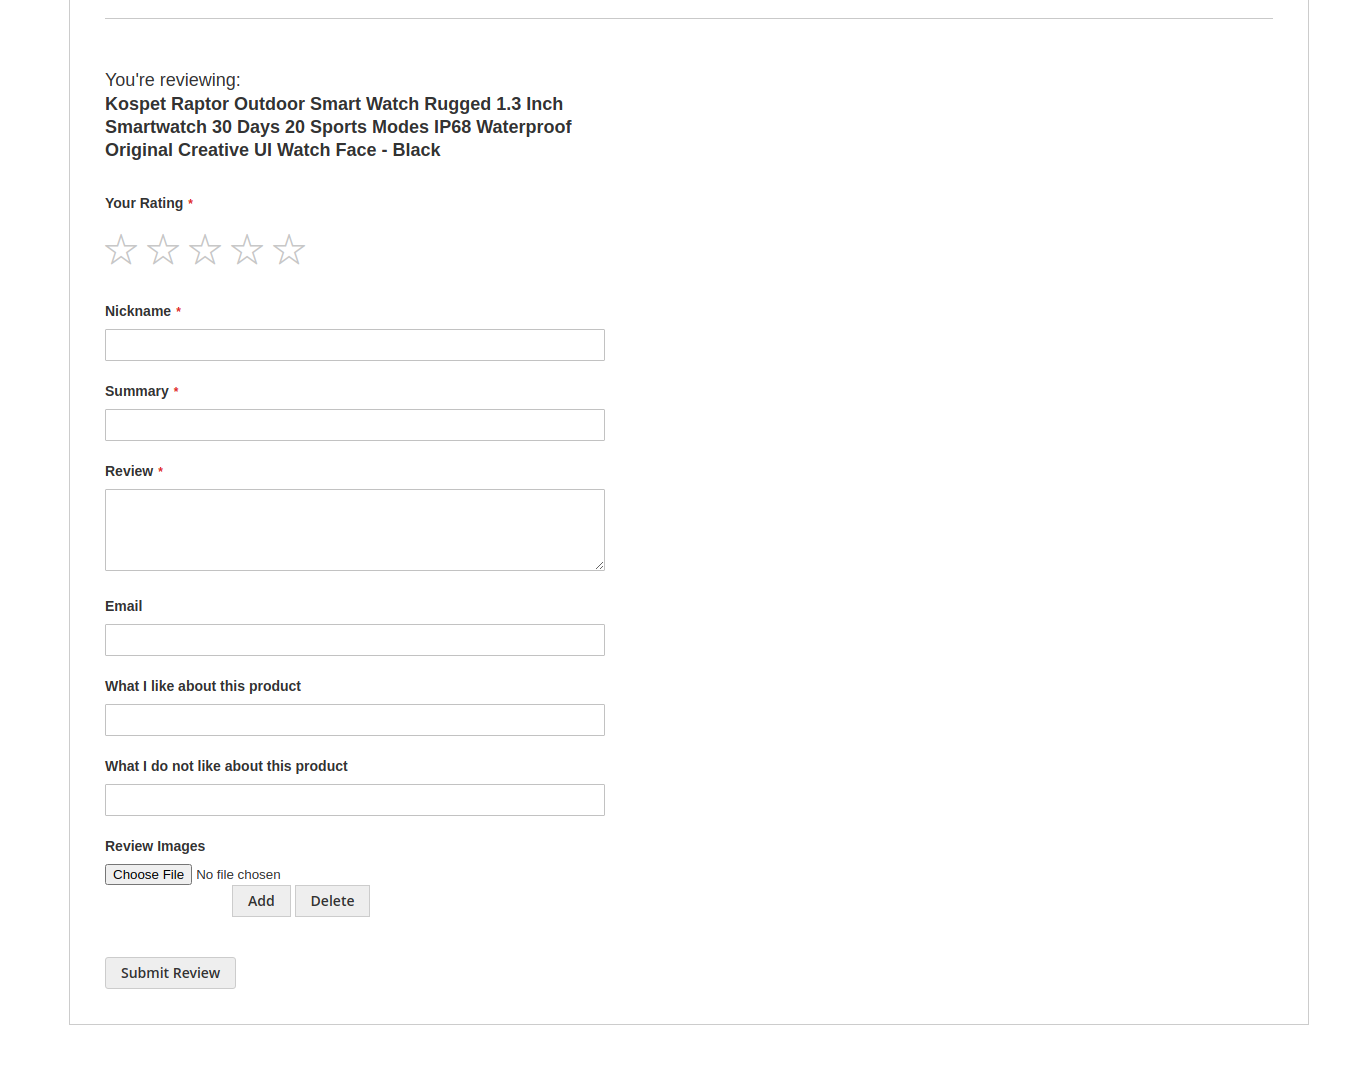 You're reviewing:
Kospet Raptor Outdoor Smart Watch Rugged 1.3 Inch
Smartwatch 30 Days 20 Sports Modes IP68 Waterproof
Original Creative UI Watch Face - Black
Your Rating *
Nickname *
Summary *
Review *
Email
What I like about this product
What I do not like about this product
Review Images
Choose File No file chosen
Add Delete
Submit Review